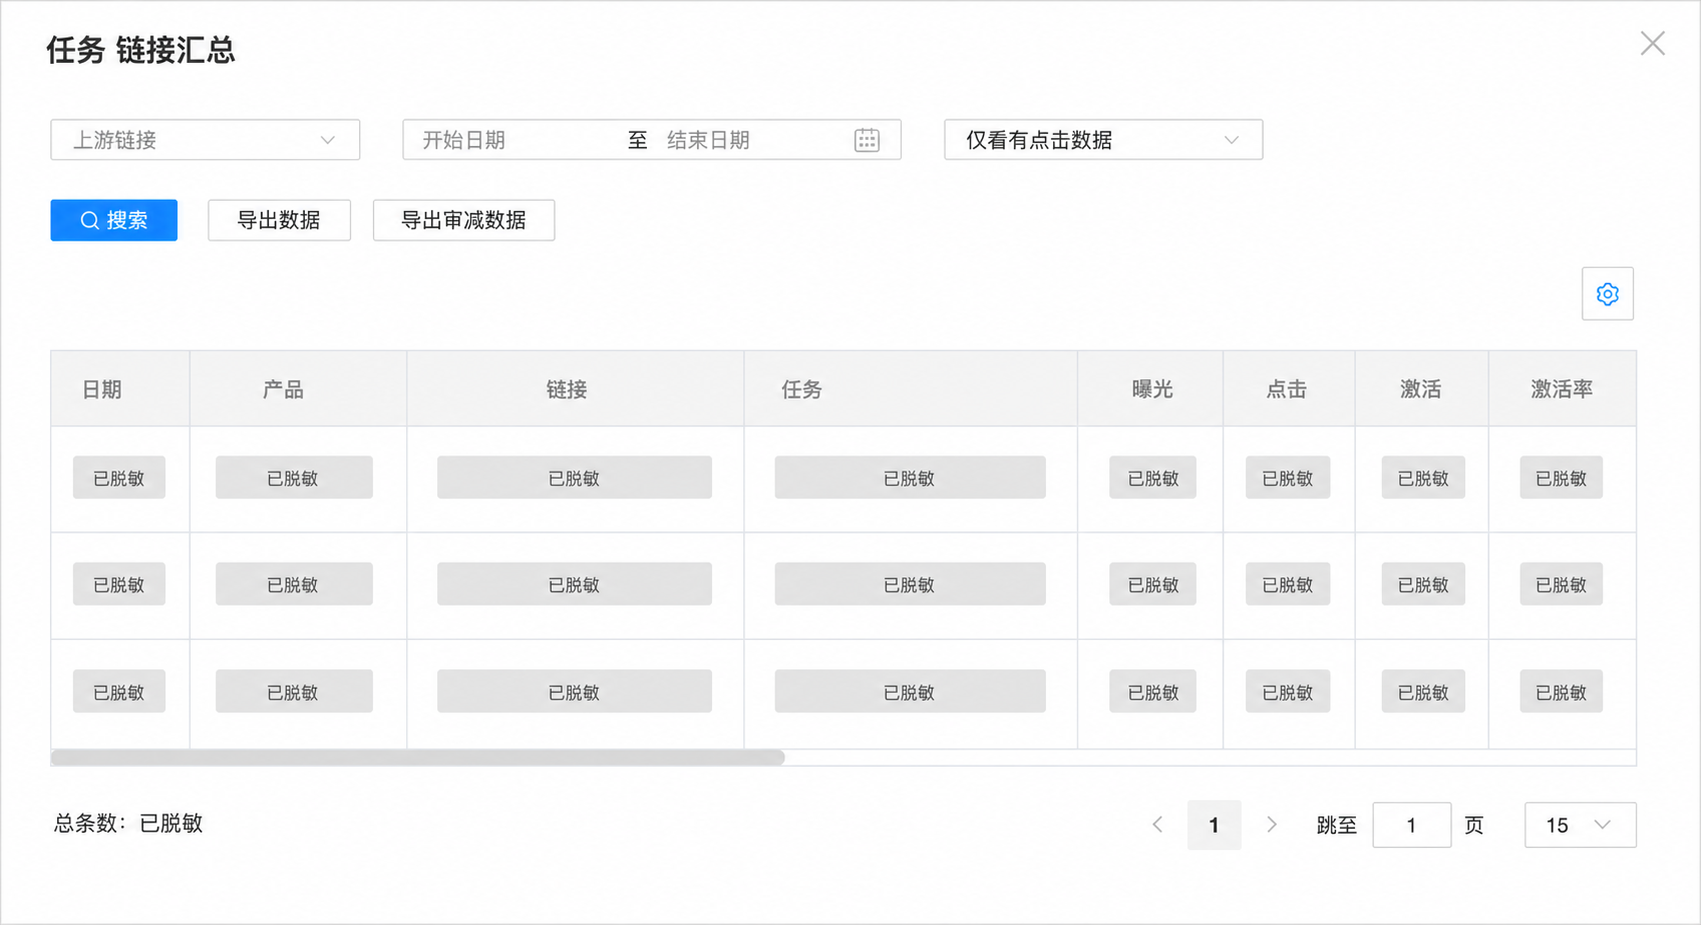 任务 链接汇总
上游链接 开始日期 至 结束日期 仅看有点击数据
搜索 导出数据 导出审减数据
日期 产品 链接 任务 曝光 点击 激活 激活率
已脱敏 已脱敏 已脱敏 已脱敏 已脱敏 已脱敏 已脱敏 已脱敏
已脱敏 已脱敏 已脱敏 已脱敏 已脱敏 已脱敏 已脱敏 已脱敏
已脱敏 已脱敏 已脱敏 已脱敏 已脱敏 已脱敏 已脱敏 已脱敏
总条数：已脱敏 1 跳至 1 页 15